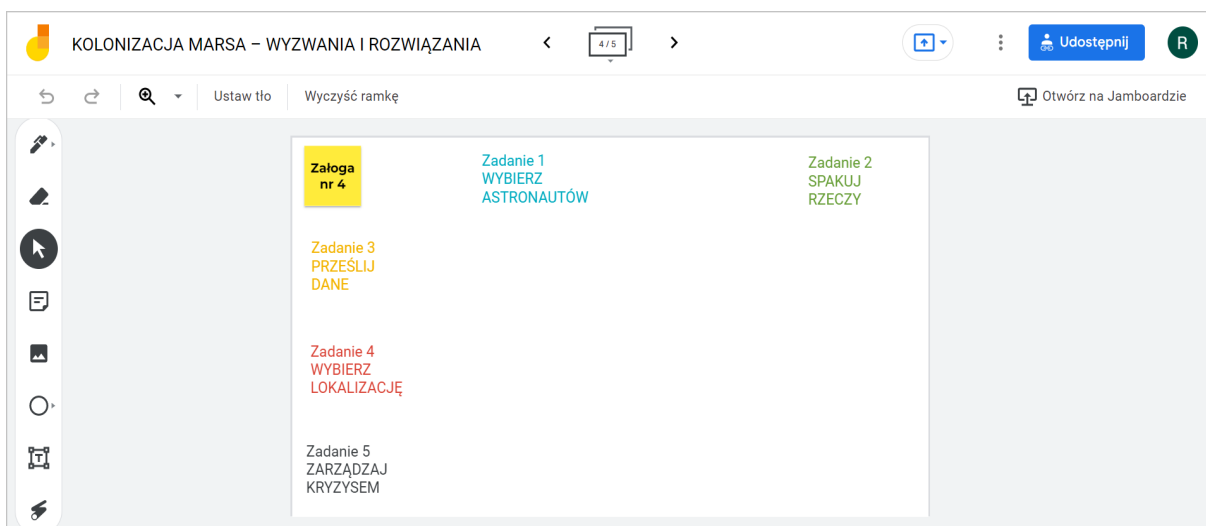 KOLONIZACJA MARSA – WYZWANIA I ROZWIĄZANIA
4 / 5
Udostępnij
R
Ustaw tło
Wyczyść ramkę
Otwórz na Jamboardzie
Załoga
nr 4
Zadanie 1
WYBIERZ
ASTRONAUTÓW
Zadanie 2
SPAKUJ
RZECZY
Zadanie 3
PRZEŚLIJ
DANE
Zadanie 4
WYBIERZ
LOKALIZACJĘ
Zadanie 5
ZARZĄDZAJ
KRYZYSEM